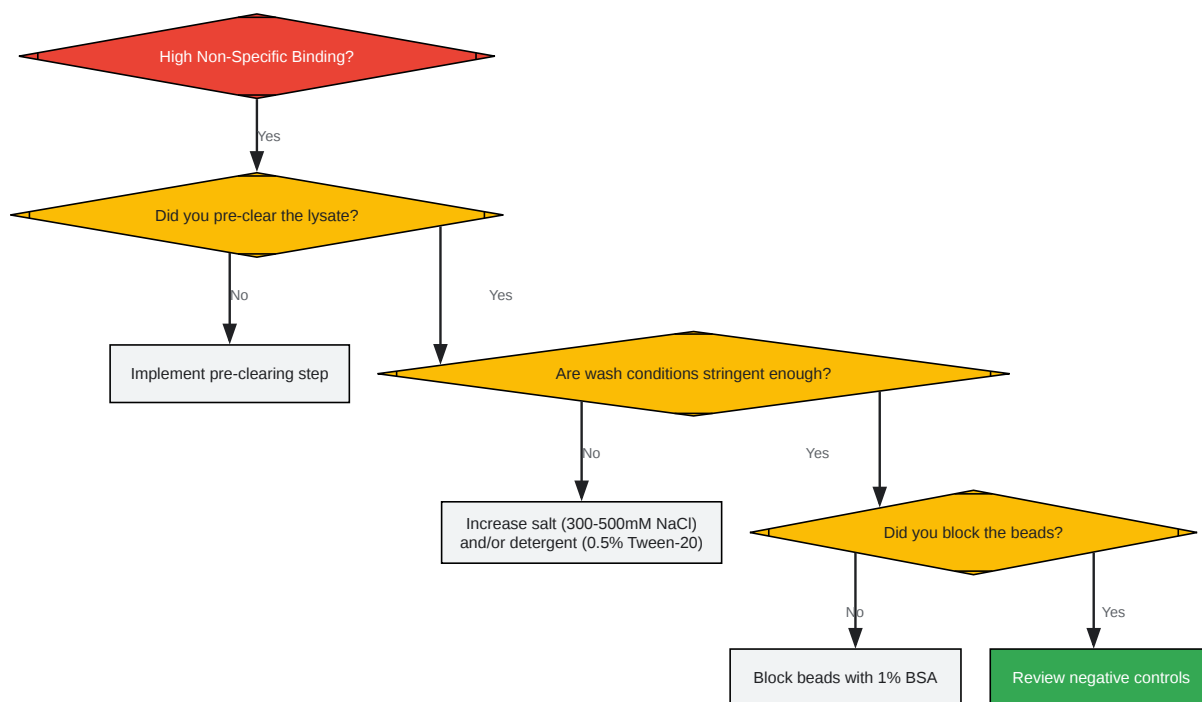 High Non-Specific Binding?
Yes
Did you pre-clear the lysate?
No
Yes
Implement pre-clearing step
Are wash conditions stringent enough?
No
Yes
Increase salt (300-500mM NaCl)
and/or detergent (0.5% Tween-20)
Did you block the beads?
No
Yes
Block beads with 1% BSA
Review negative controls